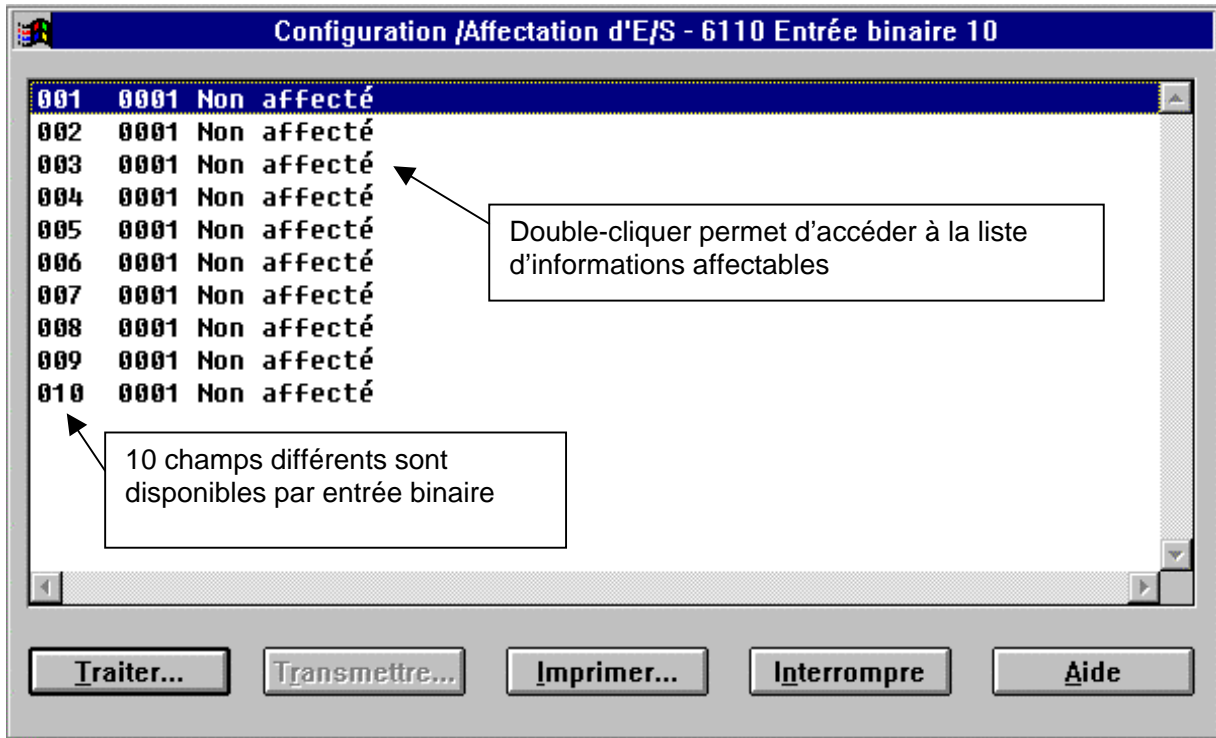 Configuration /Affectation d'E/S - 6110 Entrée binaire 10
001 0001 Non affecté
002 0001 Non affecté
003 0001 Non affecté
004 0001 Non affecté
005 0001 Non affecté
006 0001 Non affecté
007 0001 Non affecté
008 0001 Non affecté
009 0001 Non affecté
010 0001 Non affecté
Double-cliquer permet d’accéder à la liste
d’informations affectables
10 champs différents sont
disponibles par entrée binaire
Traiter... Transmettre... Imprimer... Interrompre Aide